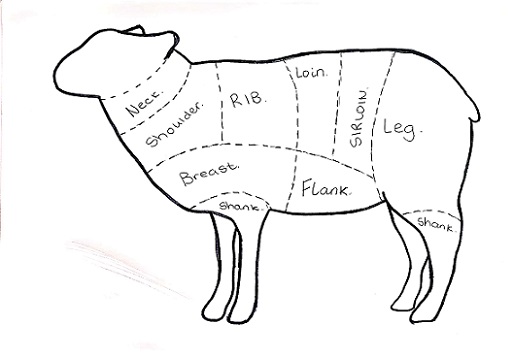 Neck.
Shoulder.
RIB.
Loin.
SIRLOIN.
Leg.
Breast.
Flank.
Shank.
Shank.